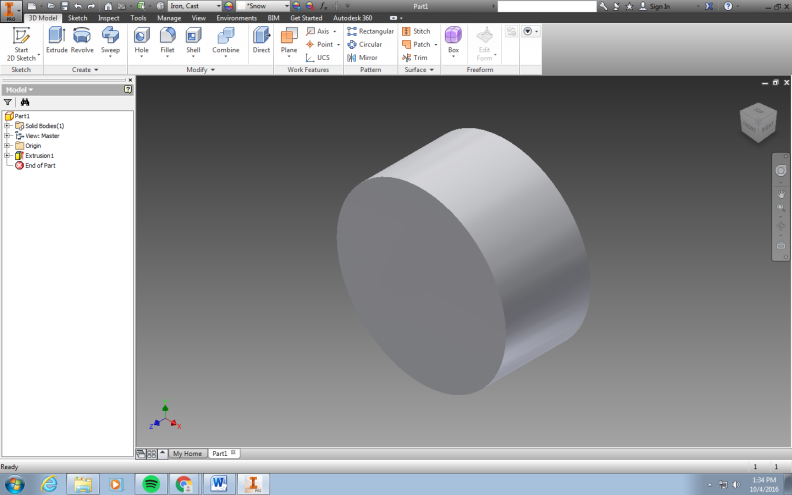 Iron, Cast
*Snow
Part1
Sign In
PRO
3D Model Sketch Inspect Tools Manage View Environments BIM Get Started Autodesk 360
Start
2D Sketch
Extrude Revolve Sweep
Hole Fillet Shell Combine Direct
Plane
Axis
Point
UCS
Rectangular
Circular
Mirror
Stitch
Patch
Trim
Box
Edit
Form
Sketch Create Modify Work Features Pattern Surface Freeform
Model
Part1
Solid Bodies(1)
View: Master
Origin
Extrusion1
End of Part
Y
Z
X
My Home Part1
Ready
1 1
1:34 PM
10/4/2016